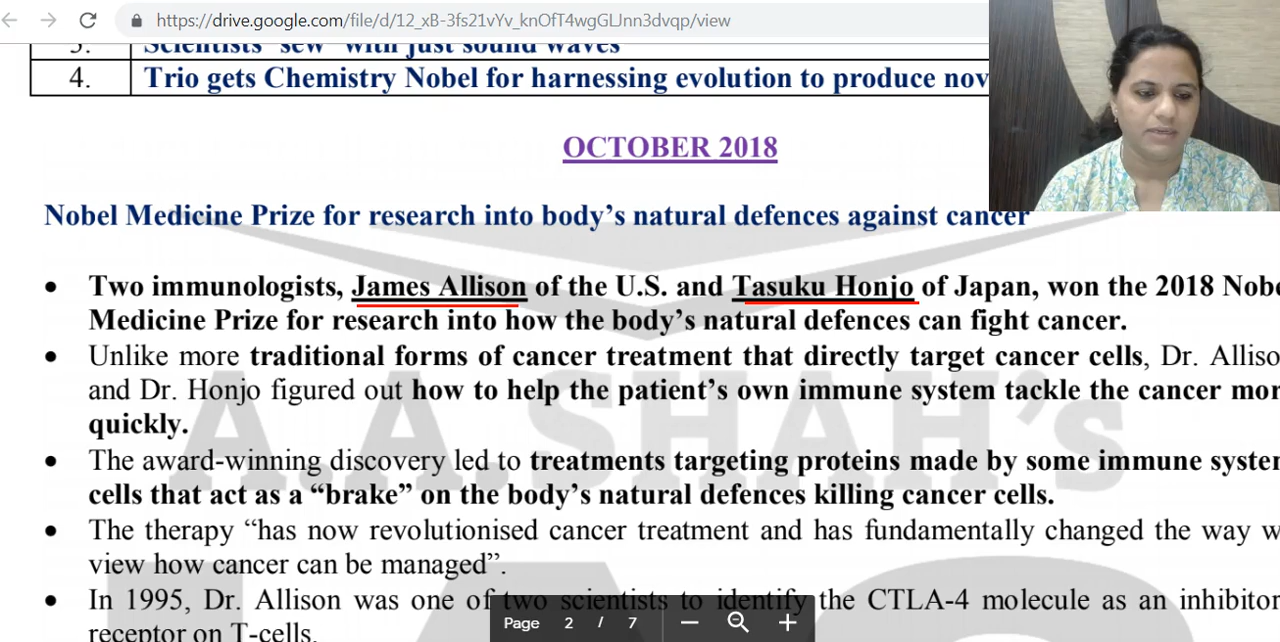 https://drive.google.com/file/d/12_xB-3fs21vYv_knOfT4wgGLJnn3dvqp/view
3. Scientists "sew" with just sound waves
4. Trio gets Chemistry Nobel for harnessing evolution to produce nov
OCTOBER 2018
Nobel Medicine Prize for research into body's natural defences against cancer
• Two immunologists, James Allison of the U.S. and Tasuku Honjo of Japan, won the 2018 Nobe
Medicine Prize for research into how the body's natural defences can fight cancer.
• Unlike more traditional forms of cancer treatment that directly target cancer cells, Dr. Alliso
and Dr. Honjo figured out how to help the patient's own immune system tackle the cancer mor
quickly.
• The award-winning discovery led to treatments targeting proteins made by some immune system
cells that act as a "brake" on the body's natural defences killing cancer cells.
• The therapy "has now revolutionised cancer treatment and has fundamentally changed the way w
view how cancer can be managed".
• In 1995, Dr. Allison was one of two scientists to identify the CTLA-4 molecule as an inhibitor
receptor on T-cells.
Page 2 / 7
A.A.SHAH's